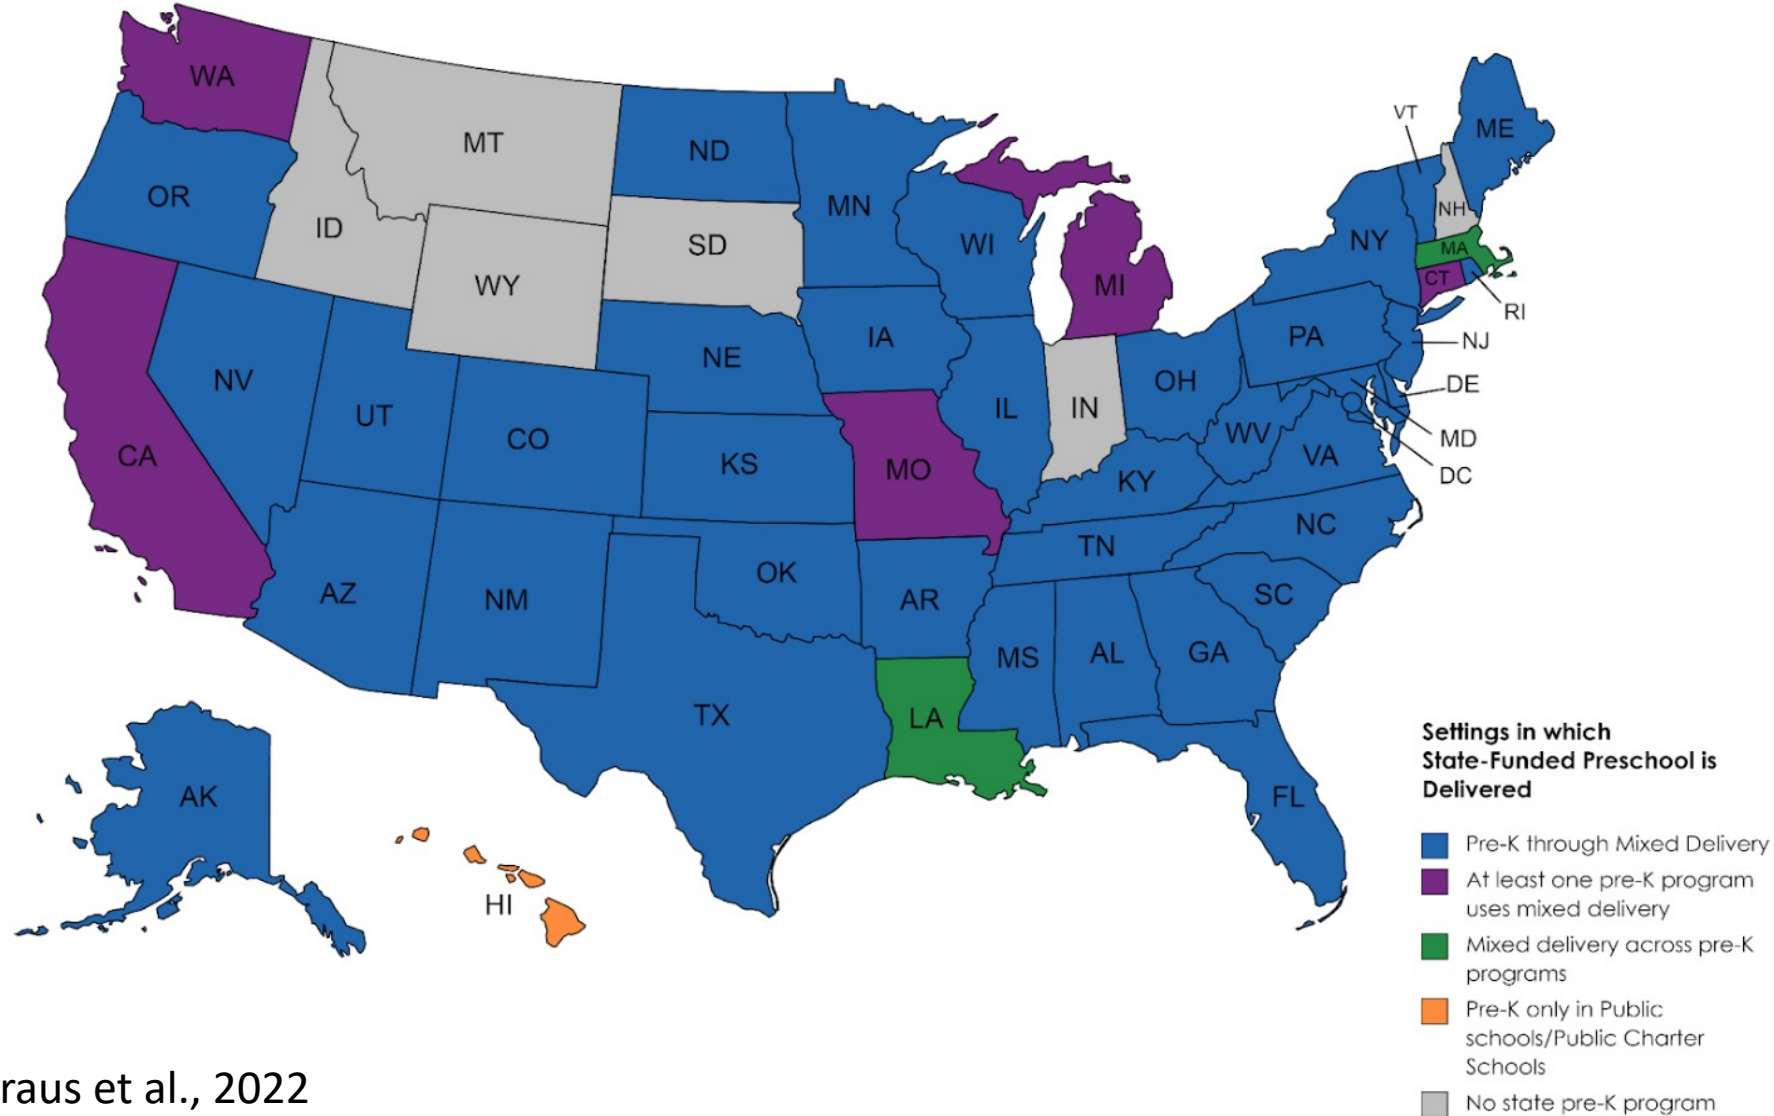 WA
MT
ND
VT
ME
OR
ID
MN
SD
WI
NY
NH
MA
WY
MI
CT
RI
IA
PA
NJ
NE
NV
OH
DE
UT
IL
IN
CO
WV
MD
CA
KS
MO
VA
DC
KY
NC
TN
OK
AZ
NM
AR
SC
MS
AL
GA
TX
LA
AK
FL
HI
Settings in which
State-Funded Preschool is
Delivered
Pre-K through Mixed Delivery
At least one pre-K program
uses mixed delivery
Mixed delivery across pre-K
programs
Pre-K only in Public
schools/Public Charter
Schools
No state pre-K program
raus et al., 2022